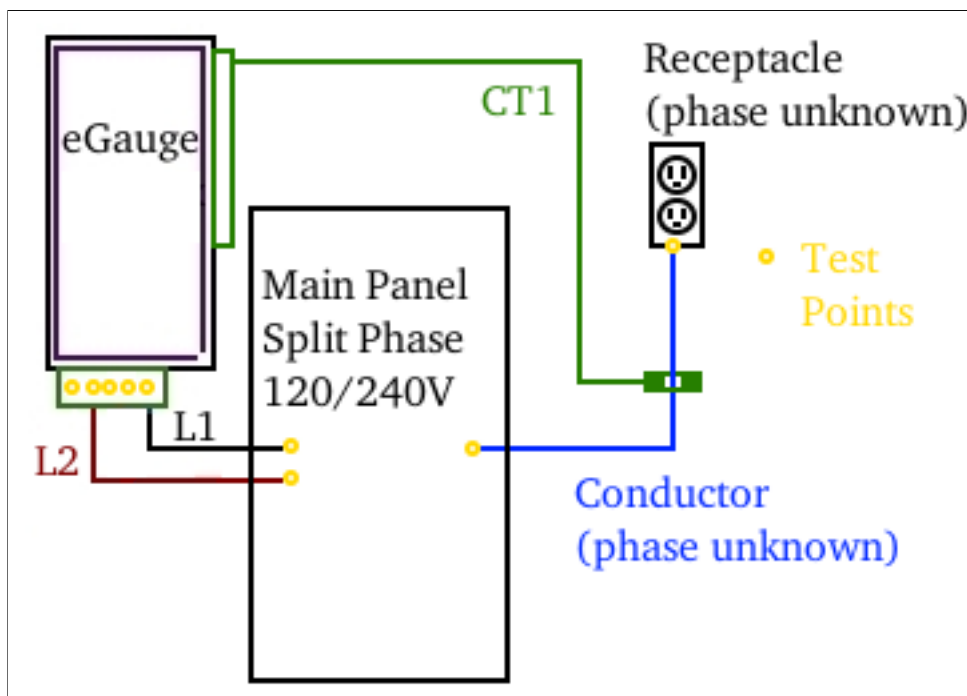 eGauge
CT1
Receptacle
(phase unknown)
Main Panel
Split Phase
120/240V
Test
Points
L1
L2
Conductor
(phase unknown)